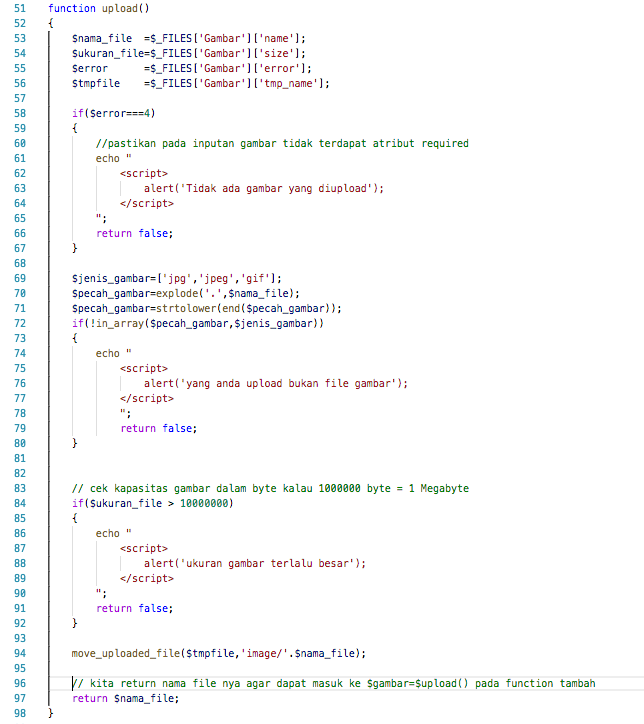 51 function upload()
52 {
53 $nama_file =$_FILES['Gambar']['name'];
54 $ukuran_file=$_FILES['Gambar']['size'];
55 $error =$_FILES['Gambar']['error'];
56 $tmpfile =$_FILES['Gambar']['tmp_name'];
57
58 if($error===4)
59 {
60 //pastikan pada inputan gambar tidak terdapat atribut required
61 echo "
62 <script>
63 alert('Tidak ada gambar yang diupload');
64 </script>
65 ";
66 return false;
67 }
68
69 $jenis_gambar=['jpg','jpeg','gif'];
70 $pecah_gambar=explode('.',$nama_file);
71 $pecah_gambar=strtolower(end($pecah_gambar));
72 if(!in_array($pecah_gambar,$jenis_gambar))
73 {
74 echo "
75 <script>
76 alert('yang anda upload bukan file gambar');
77 </script>
78 ";
79 return false;
80 }
81
82
83 // cek kapasitas gambar dalam byte kalau 1000000 byte = 1 Megabyte
84 if($ukuran_file > 10000000)
85 {
86 echo "
87 <script>
88 alert('ukuran gambar terlalu besar');
89 </script>
90 ";
91 return false;
92 }
93
94 move_uploaded_file($tmpfile,'image/'.$nama_file);
95
96 // kita return nama file nya agar dapat masuk ke $gambar=$upload() pada function tambah
97 return $nama_file;
98 }